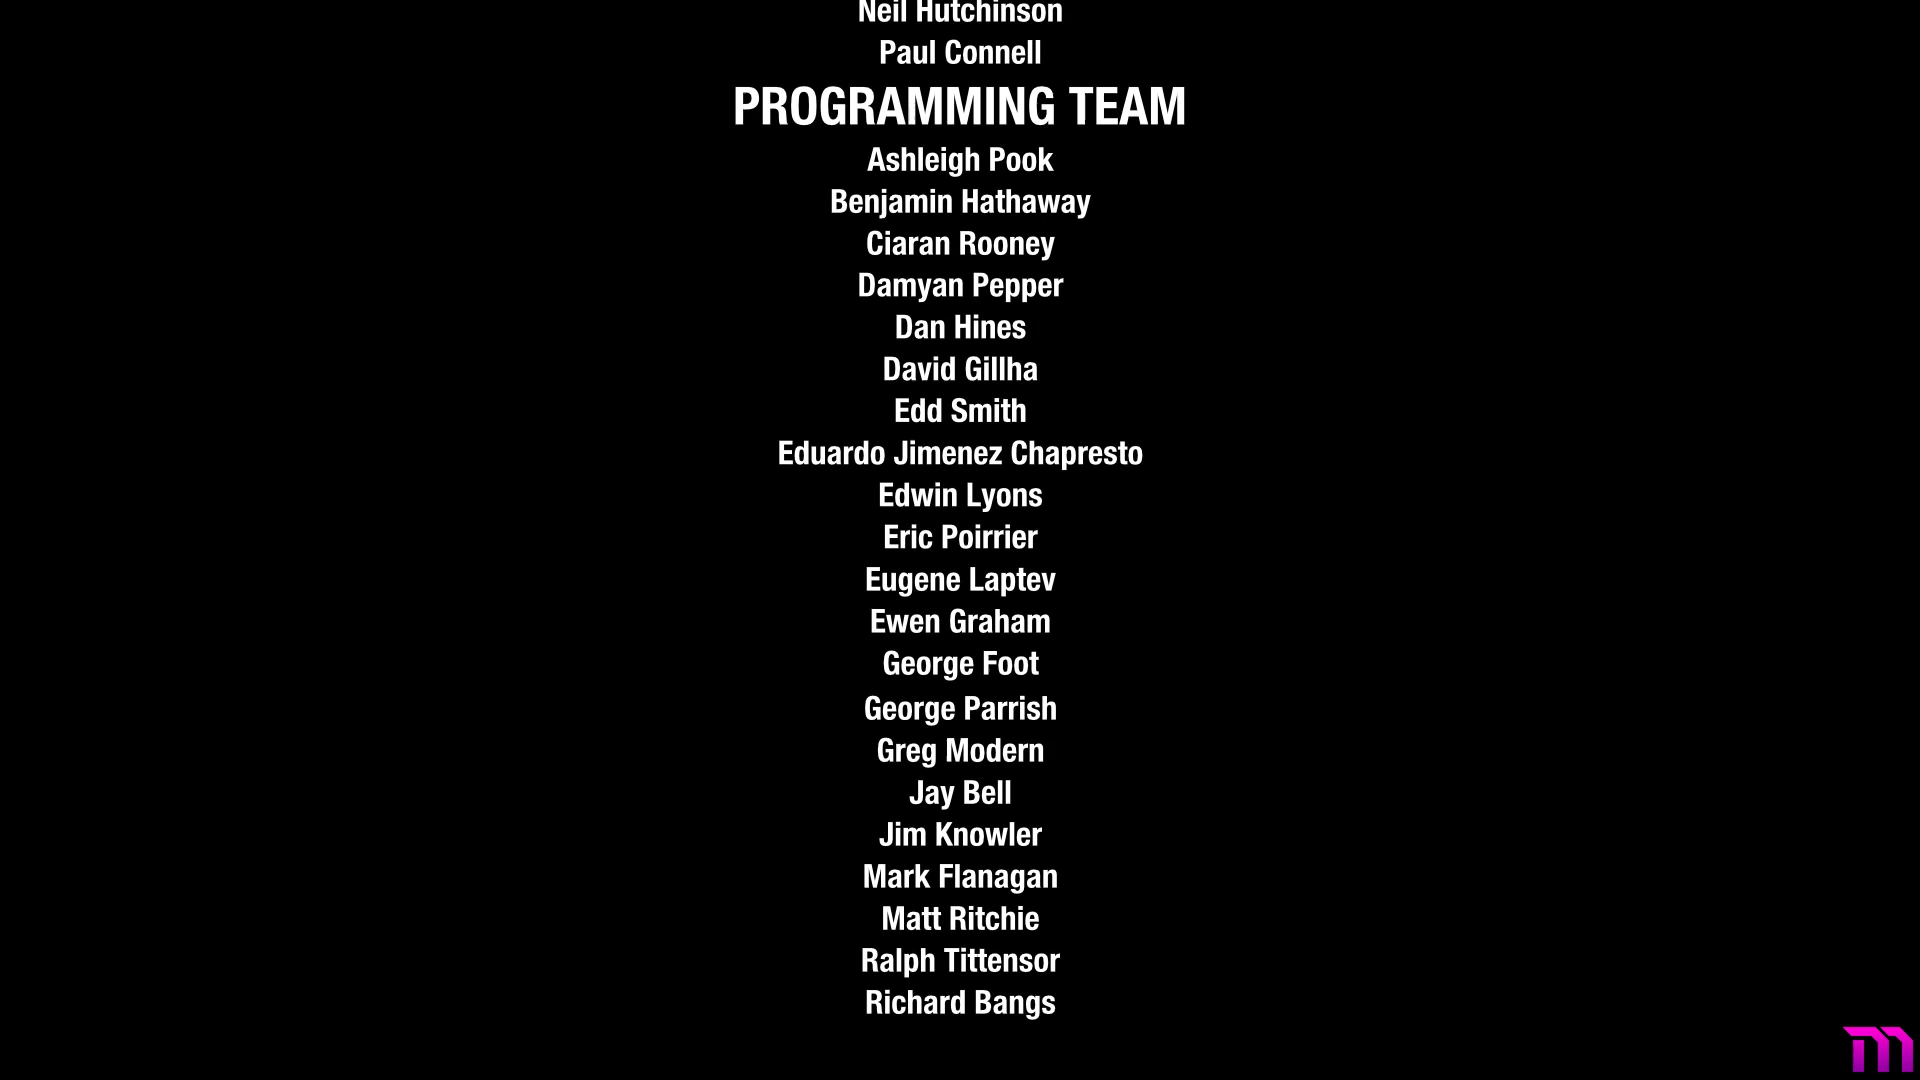 Neil Hutchinson
Paul Connell
PROGRAMMING TEAM
Ashleigh Pook
Benjamin Hathaway
Ciaran Rooney
Damyan Pepper
Dan Hines
David Gillha
Edd Smith
Eduardo Jimenez Chapresto
Edwin Lyons
Eric Poirrier
Eugene Laptev
Ewen Graham
George Foot
George Parrish
Greg Modern
Jay Bell
Jim Knowler
Mark Flanagan
Matt Ritchie
Ralph Tittensor
Richard Bangs